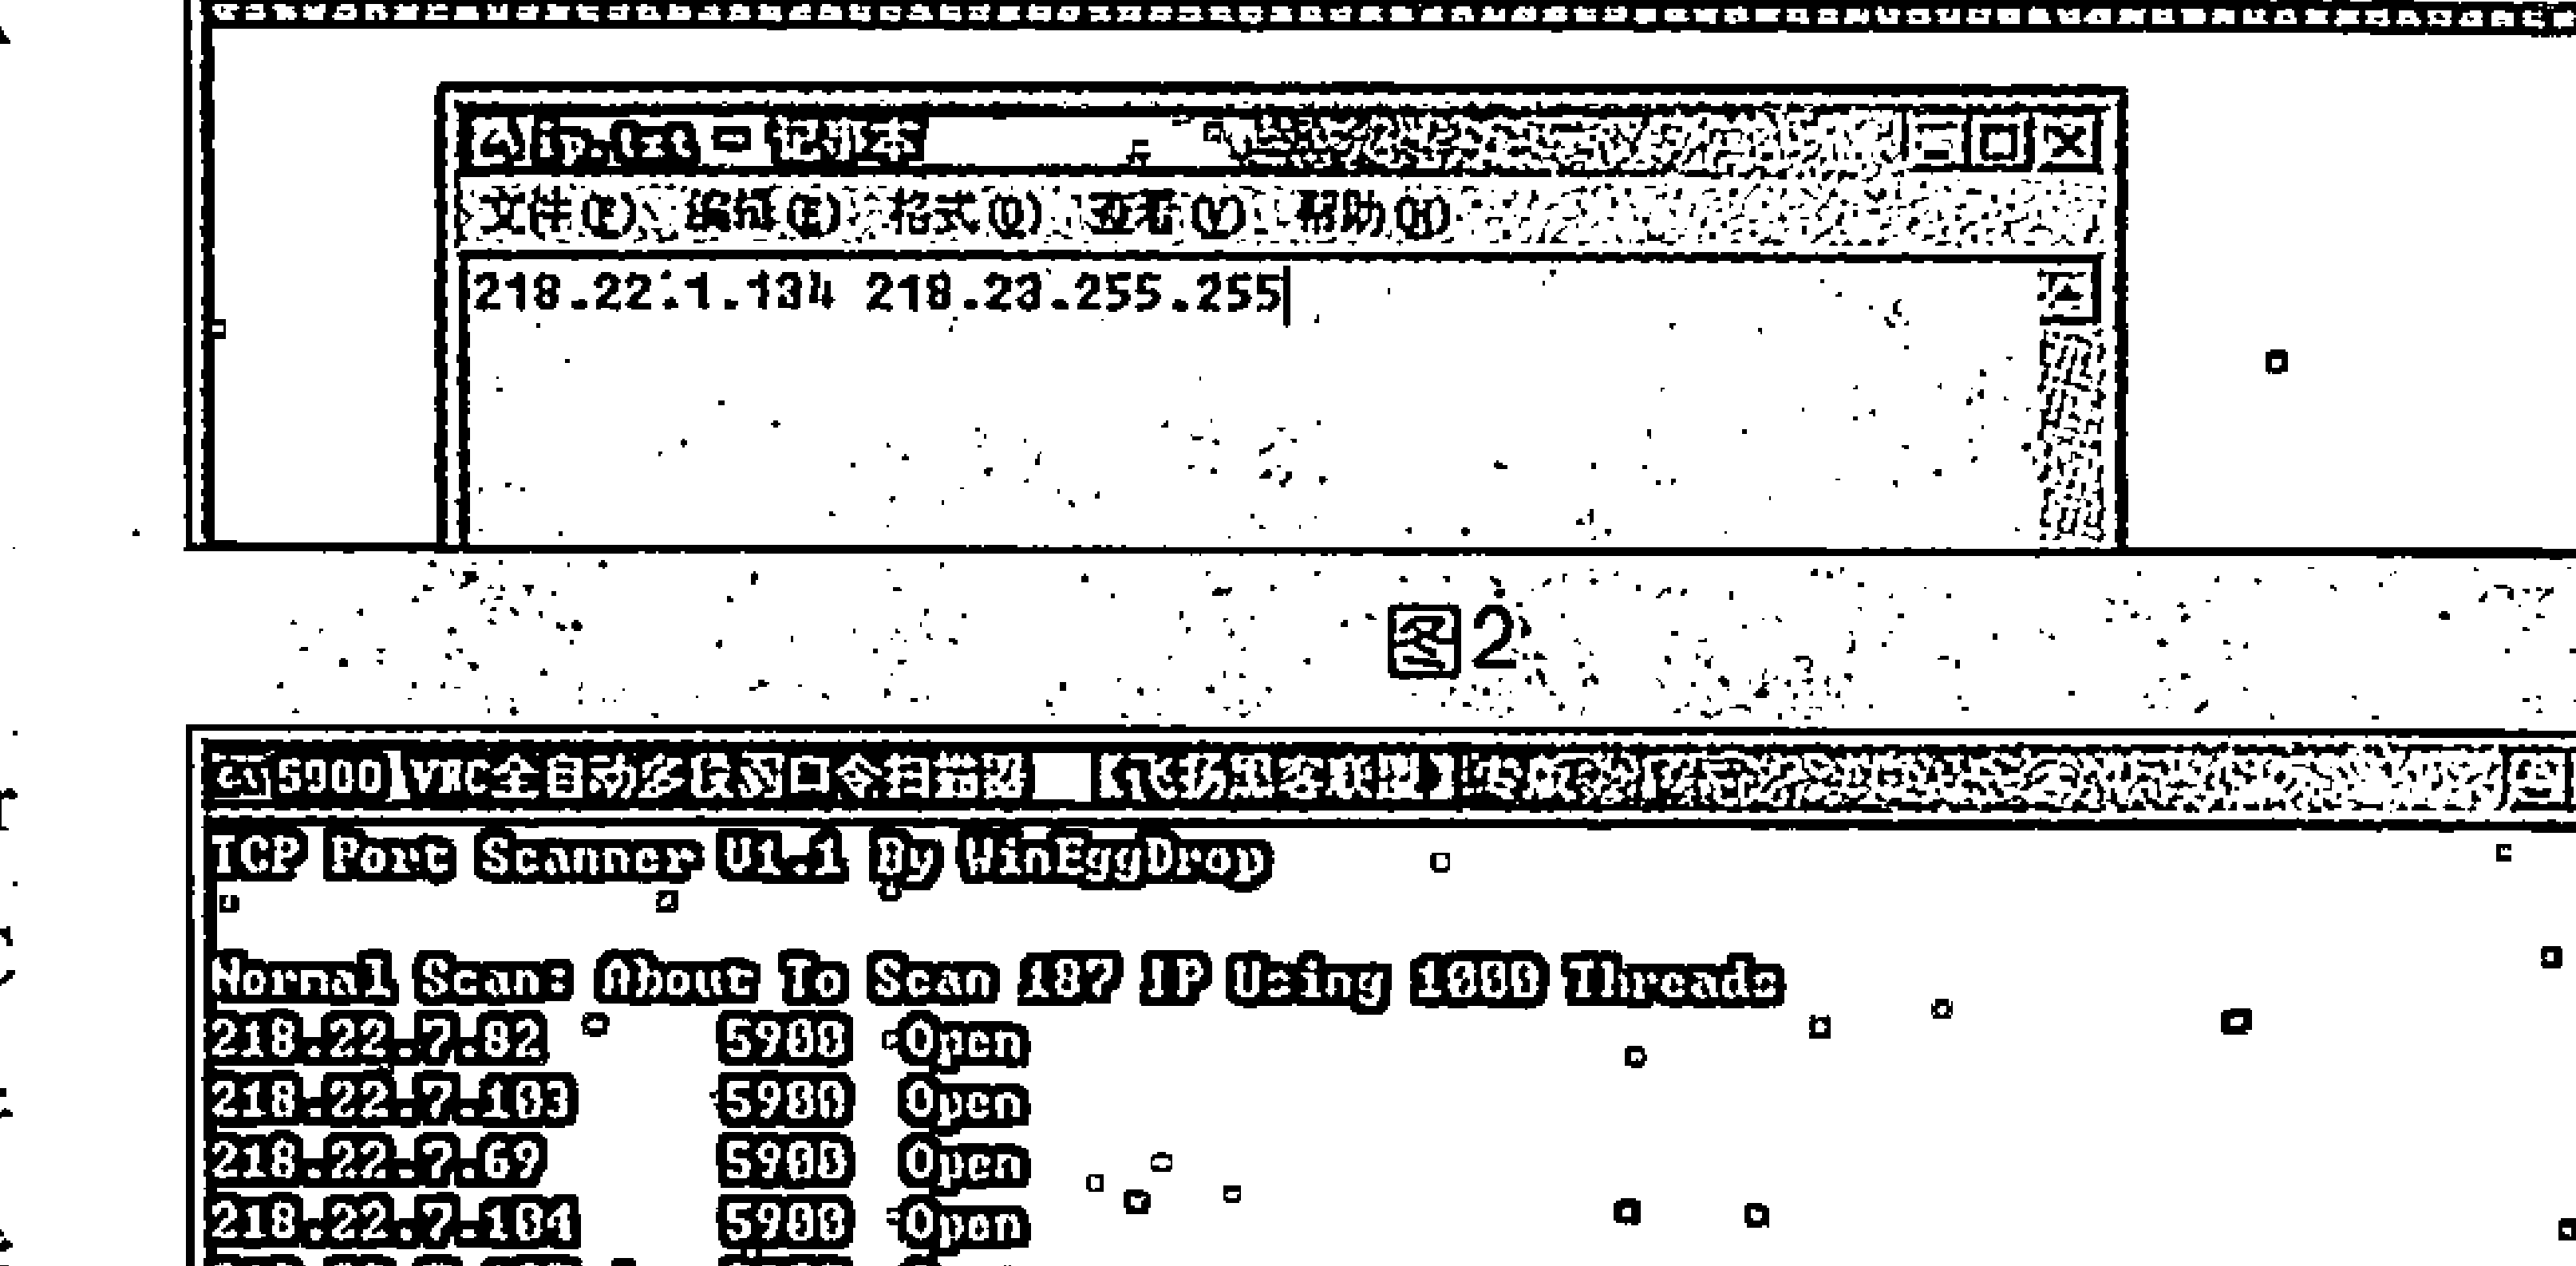 ip.txt - 记事本
文件(F) 编辑(E) 格式(O) 查看(V) 帮助(H)
218.22.1.134 218.23.255.255
图2
5900 VNC全自动多线程弱口令扫描器 【飞扬黑客联盟】
TCP Port Scanner V1.1 By WinEggDrop
Normal Scan: About To Scan 187 IP Using 1000 Threads
218.22.7.82 5900 Open
218.22.7.103 5900 Open
218.22.7.69 5900 Open
218.22.7.104 5900 Open